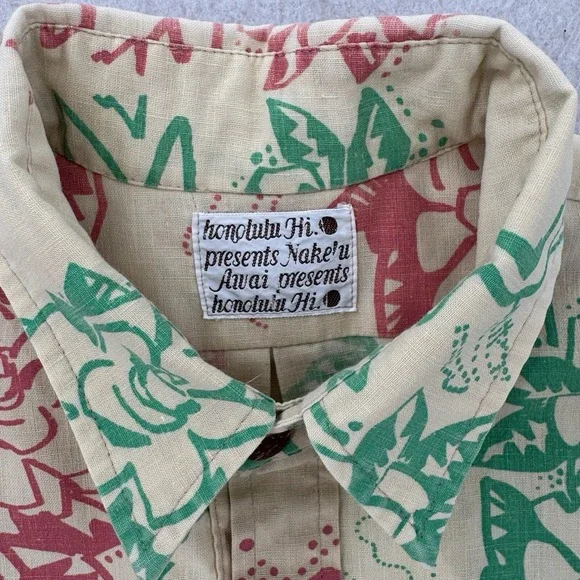 honolulu Hi.
presents Nake'u
Awai presents
honolulu Hi.